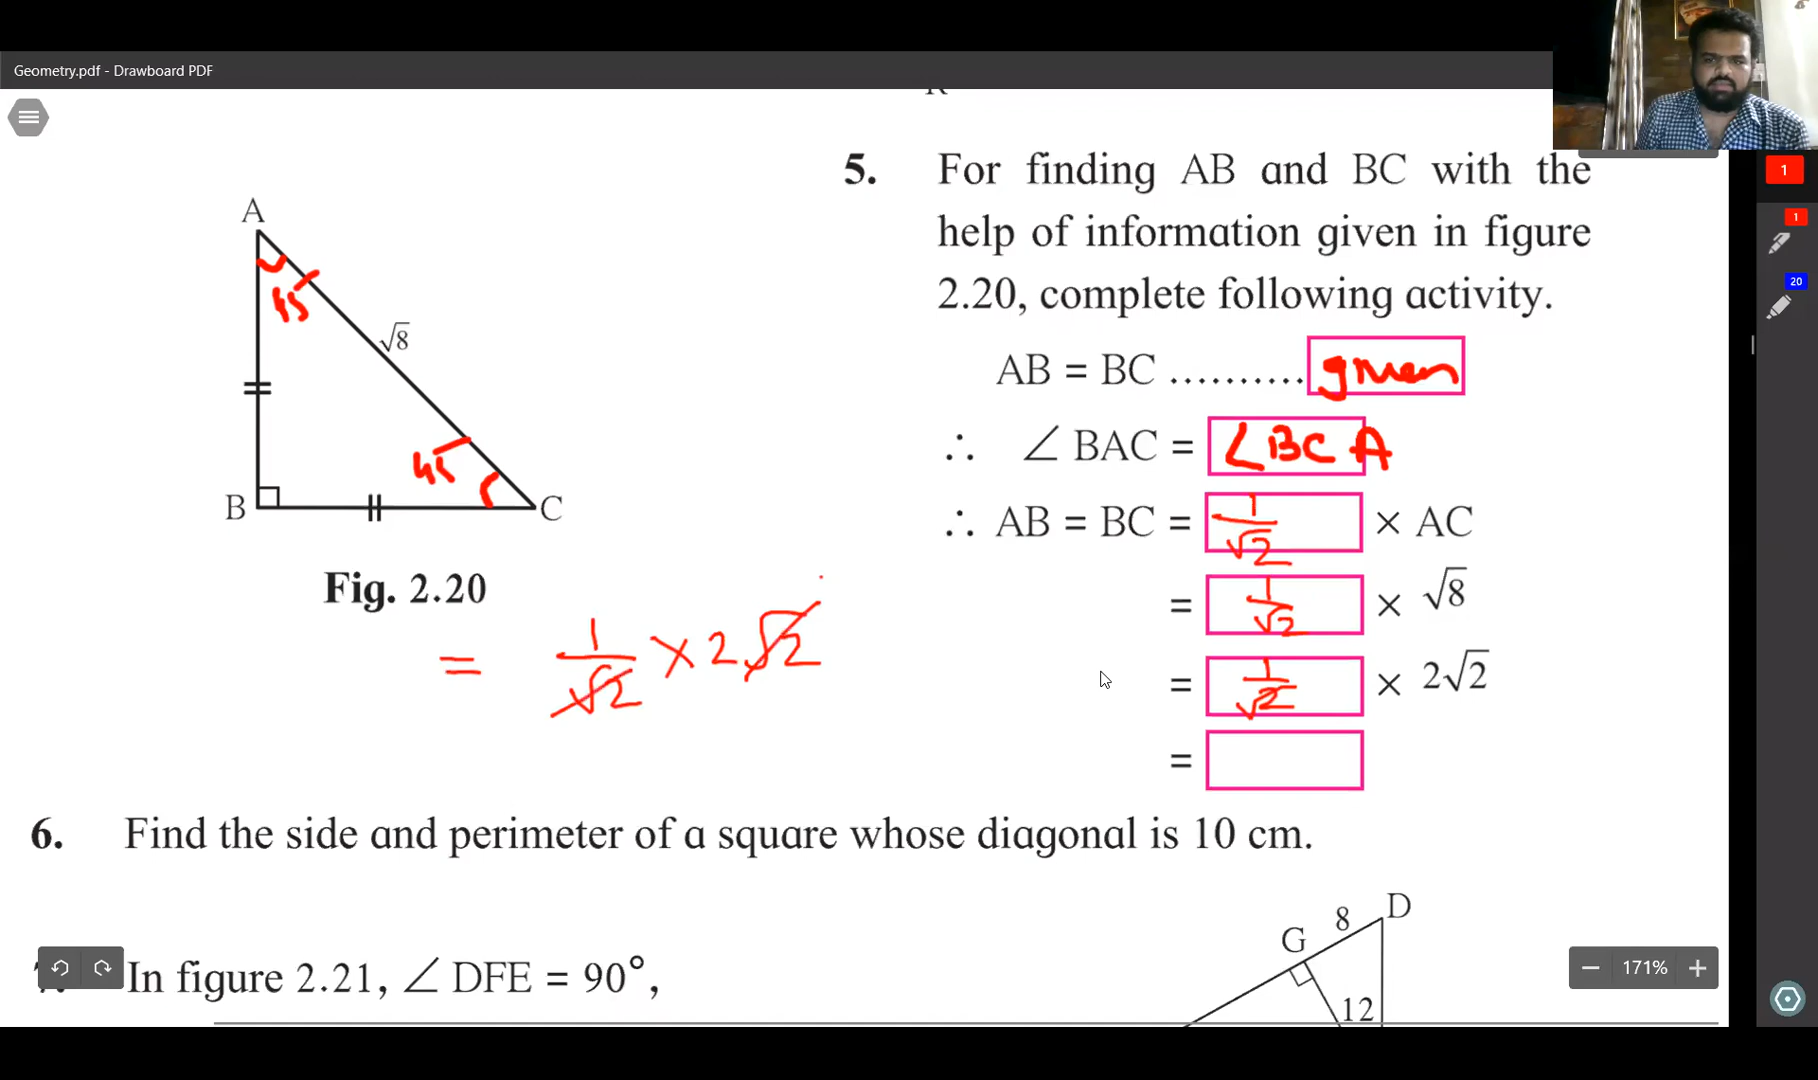 Geometry.pdf - Drawboard PDF
1
1
20
5. For finding AB and BC with the
help of information given in figure
2.20, complete following activity.
AB = BC .......... given
∴ ∠ BAC = ∠BCA
∴ AB = BC = 1/√2 × AC
= 1/√2 × √8
= 1/√2 × 2√2
=
A
45
√8
45
B
C
Fig. 2.20
= 1/√2 × 2√2
6. Find the side and perimeter of a square whose diagonal is 10 cm.
In figure 2.21, ∠ DFE = 90°,
D
8
G
12
171%